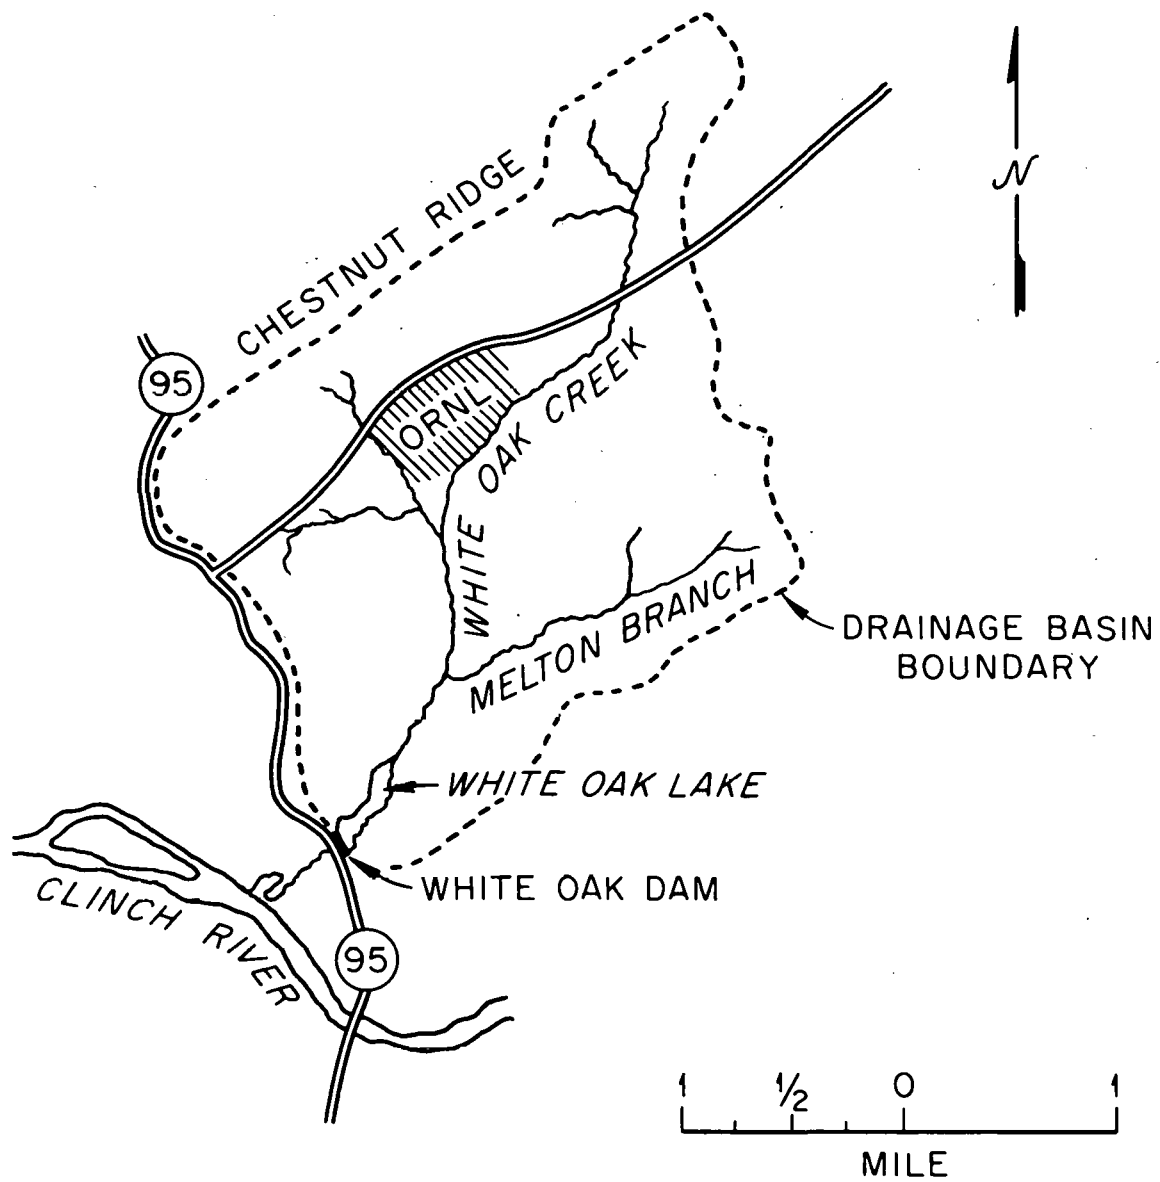 N
CHESTNUT RIDGE
95
ORNL
WHITE OAK CREEK
MELTON BRANCH
DRAINAGE BASIN
BOUNDARY
WHITE OAK LAKE
WHITE OAK DAM
CLINCH RIVER
95
1 1/2 0 1
MILE